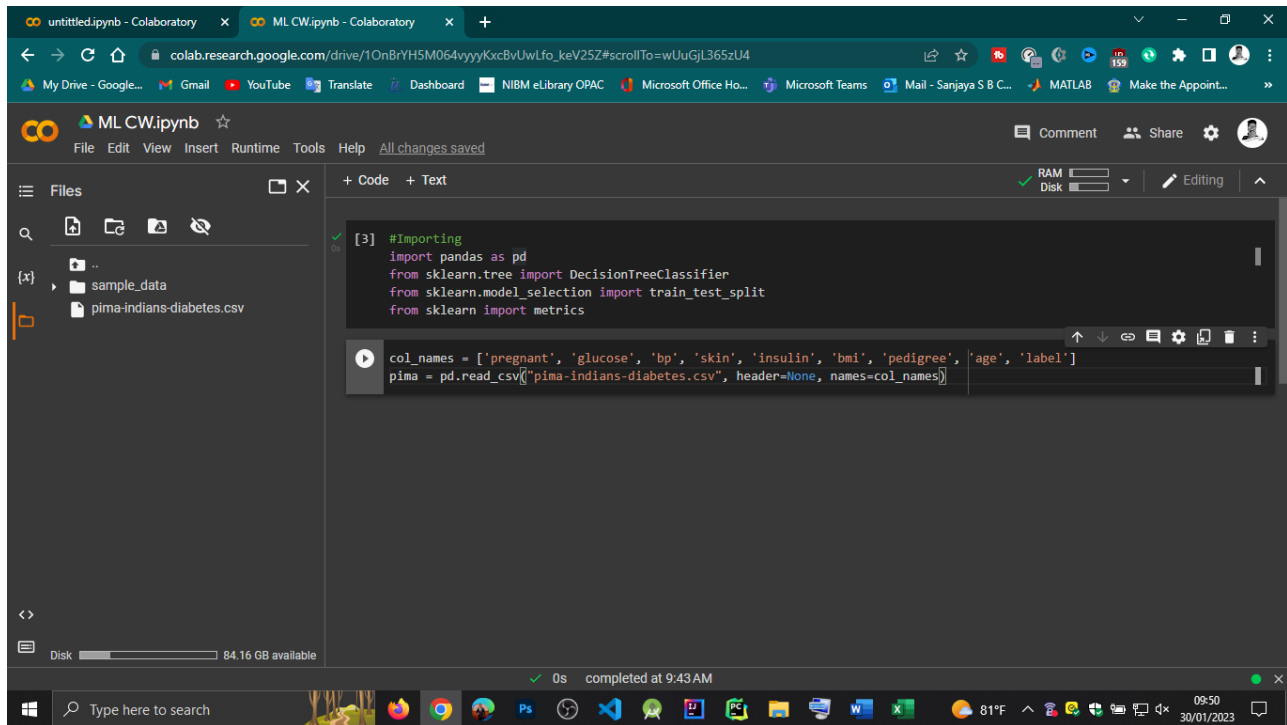 untittled.ipynb - Colaboratory
ML CW.ipynb - Colaboratory
colab.research.google.com/drive/1OnBrYH5M064vyyyKxcBvUwLfo_keV25Z#scrollTo=wUuGjL365zU4
159
My Drive - Google...
Gmail
YouTube
Translate
Dashboard
NIBM eLibrary OPAC
Microsoft Office Ho...
Microsoft Teams
Mail - Sanjaya S B C...
MATLAB
Make the Appoint...
»
ML CW.ipynb
Comment
Share
File Edit View Insert Runtime Tools Help All changes saved
Files
+ Code + Text
RAM
Disk
Editing
{x}
..
sample_data
pima-indians-diabetes.csv
[3]
0s
#Importing
import pandas as pd
from sklearn.tree import DecisionTreeClassifier
from sklearn.model_selection import train_test_split
from sklearn import metrics
col_names = ['pregnant', 'glucose', 'bp', 'skin', 'insulin', 'bmi', 'pedigree', 'age', 'label']
pima = pd.read_csv("pima-indians-diabetes.csv", header=None, names=col_names)
<>
Disk
84.16 GB available
0s completed at 9:43 AM
Type here to search
Ps
81°F
09:50
30/01/2023